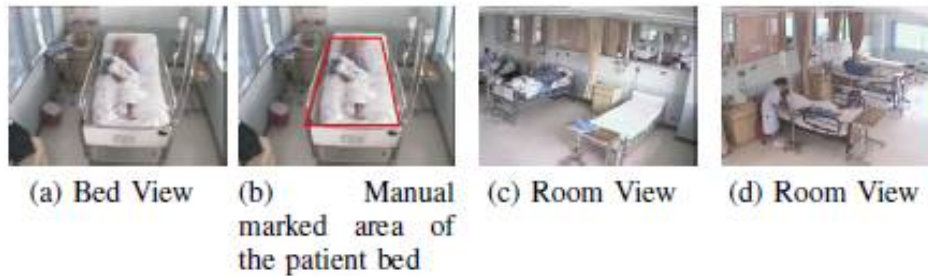 (a) Bed View
(b) Manual
marked area of
the patient bed
(c) Room View
(d) Room View